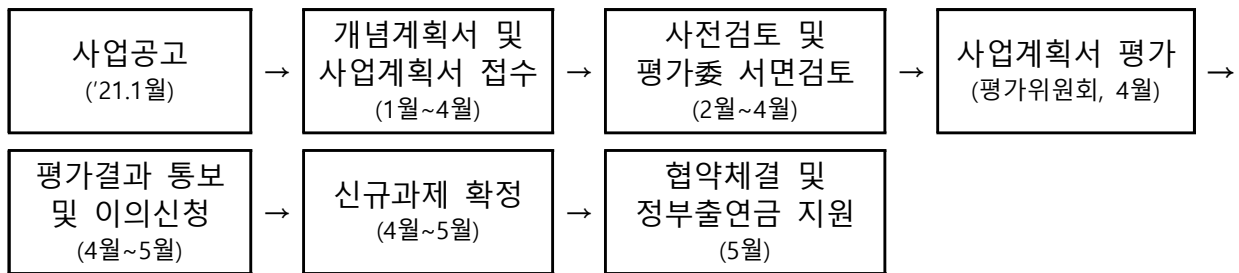 사업공고
('21.1월)
→
개념계획서 및
사업계획서 접수
(1월~4월)
→
사전검토 및
평가委 서면검토
(2월~4월)
→
사업계획서 평가
(평가위원회, 4월)
→
평가결과 통보
및 이의신청
(4월~5월)
→
신규과제 확정
(4월~5월)
→
협약체결 및
정부출연금 지원
(5월)